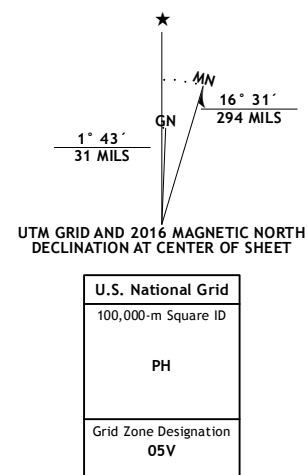 ★
MN
GN
16° 31´
294 MILS
1° 43´
31 MILS
UTM GRID AND 2016 MAGNETIC NORTH
DECLINATION AT CENTER OF SHEET
U.S. National Grid
100,000-m Square ID
PH
Grid Zone Designation
05V